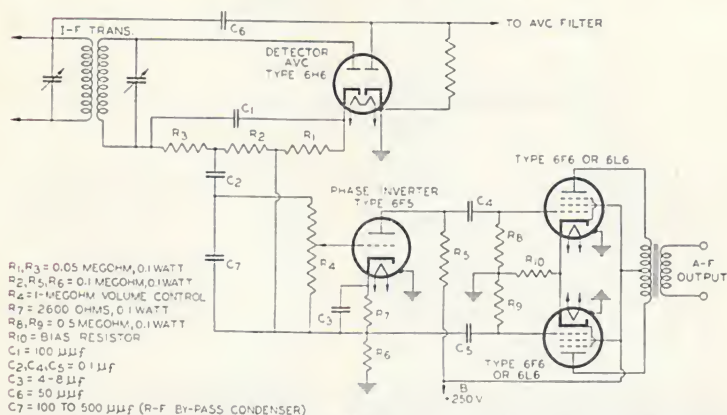 TO AVC FILTER
C6
I-F TRANS.
DETECTOR
AVC
TYPE 6H6
C1
R3
R2
R1
C2
PHASE INVERTER
TYPE 6F5
C4
TYPE 6F6 OR 6L6
R4
R5
R8
R10
C7
A-F
OUTPUT
C3
R7
R9
C5
R6
TYPE 6F6
OR 6L6
B
+250 V
R1, R3 = 0.05 MEGOHM, 0.1 WATT
R2, R5, R6 = 0.1 MEGOHM, 0.1 WATT
R4 = 1-MEGOHM VOLUME CONTROL
R7 = 2600 OHMS, 0.1 WATT
R8, R9 = 0.5 MEGOHM, 0.1 WATT
R10 = BIAS RESISTOR
C1 = 100 μμf
C2, C4, C5 = 0.1 μf
C3 = 4-8 μf
C6 = 50 μμf
C7 = 100 TO 500 μμf (R-F BY-PASS CONDENSER)